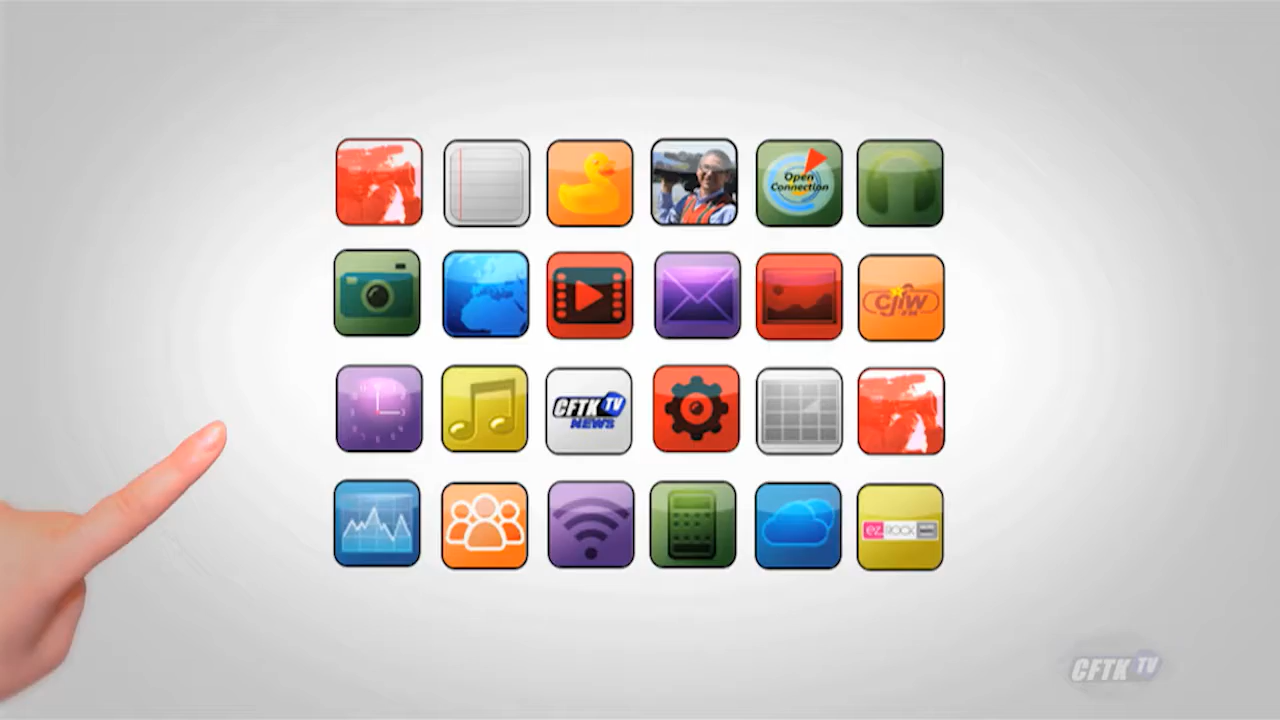 Open
Connection
CJFW
FM
CFTK TV
NEWS
ez ROCK
CFTK TV